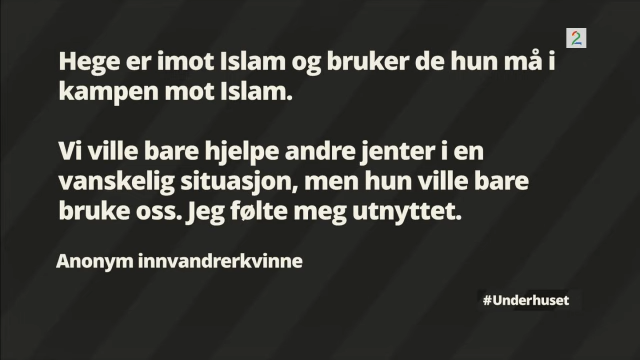 2
Hege er imot Islam og bruker de hun må i
kampen mot Islam.
Vi ville bare hjelpe andre jenter i en
vanskelig situasjon, men hun ville bare
bruke oss. Jeg følte meg utnyttet.
Anonym innvandrerkvinne
#Underhuset